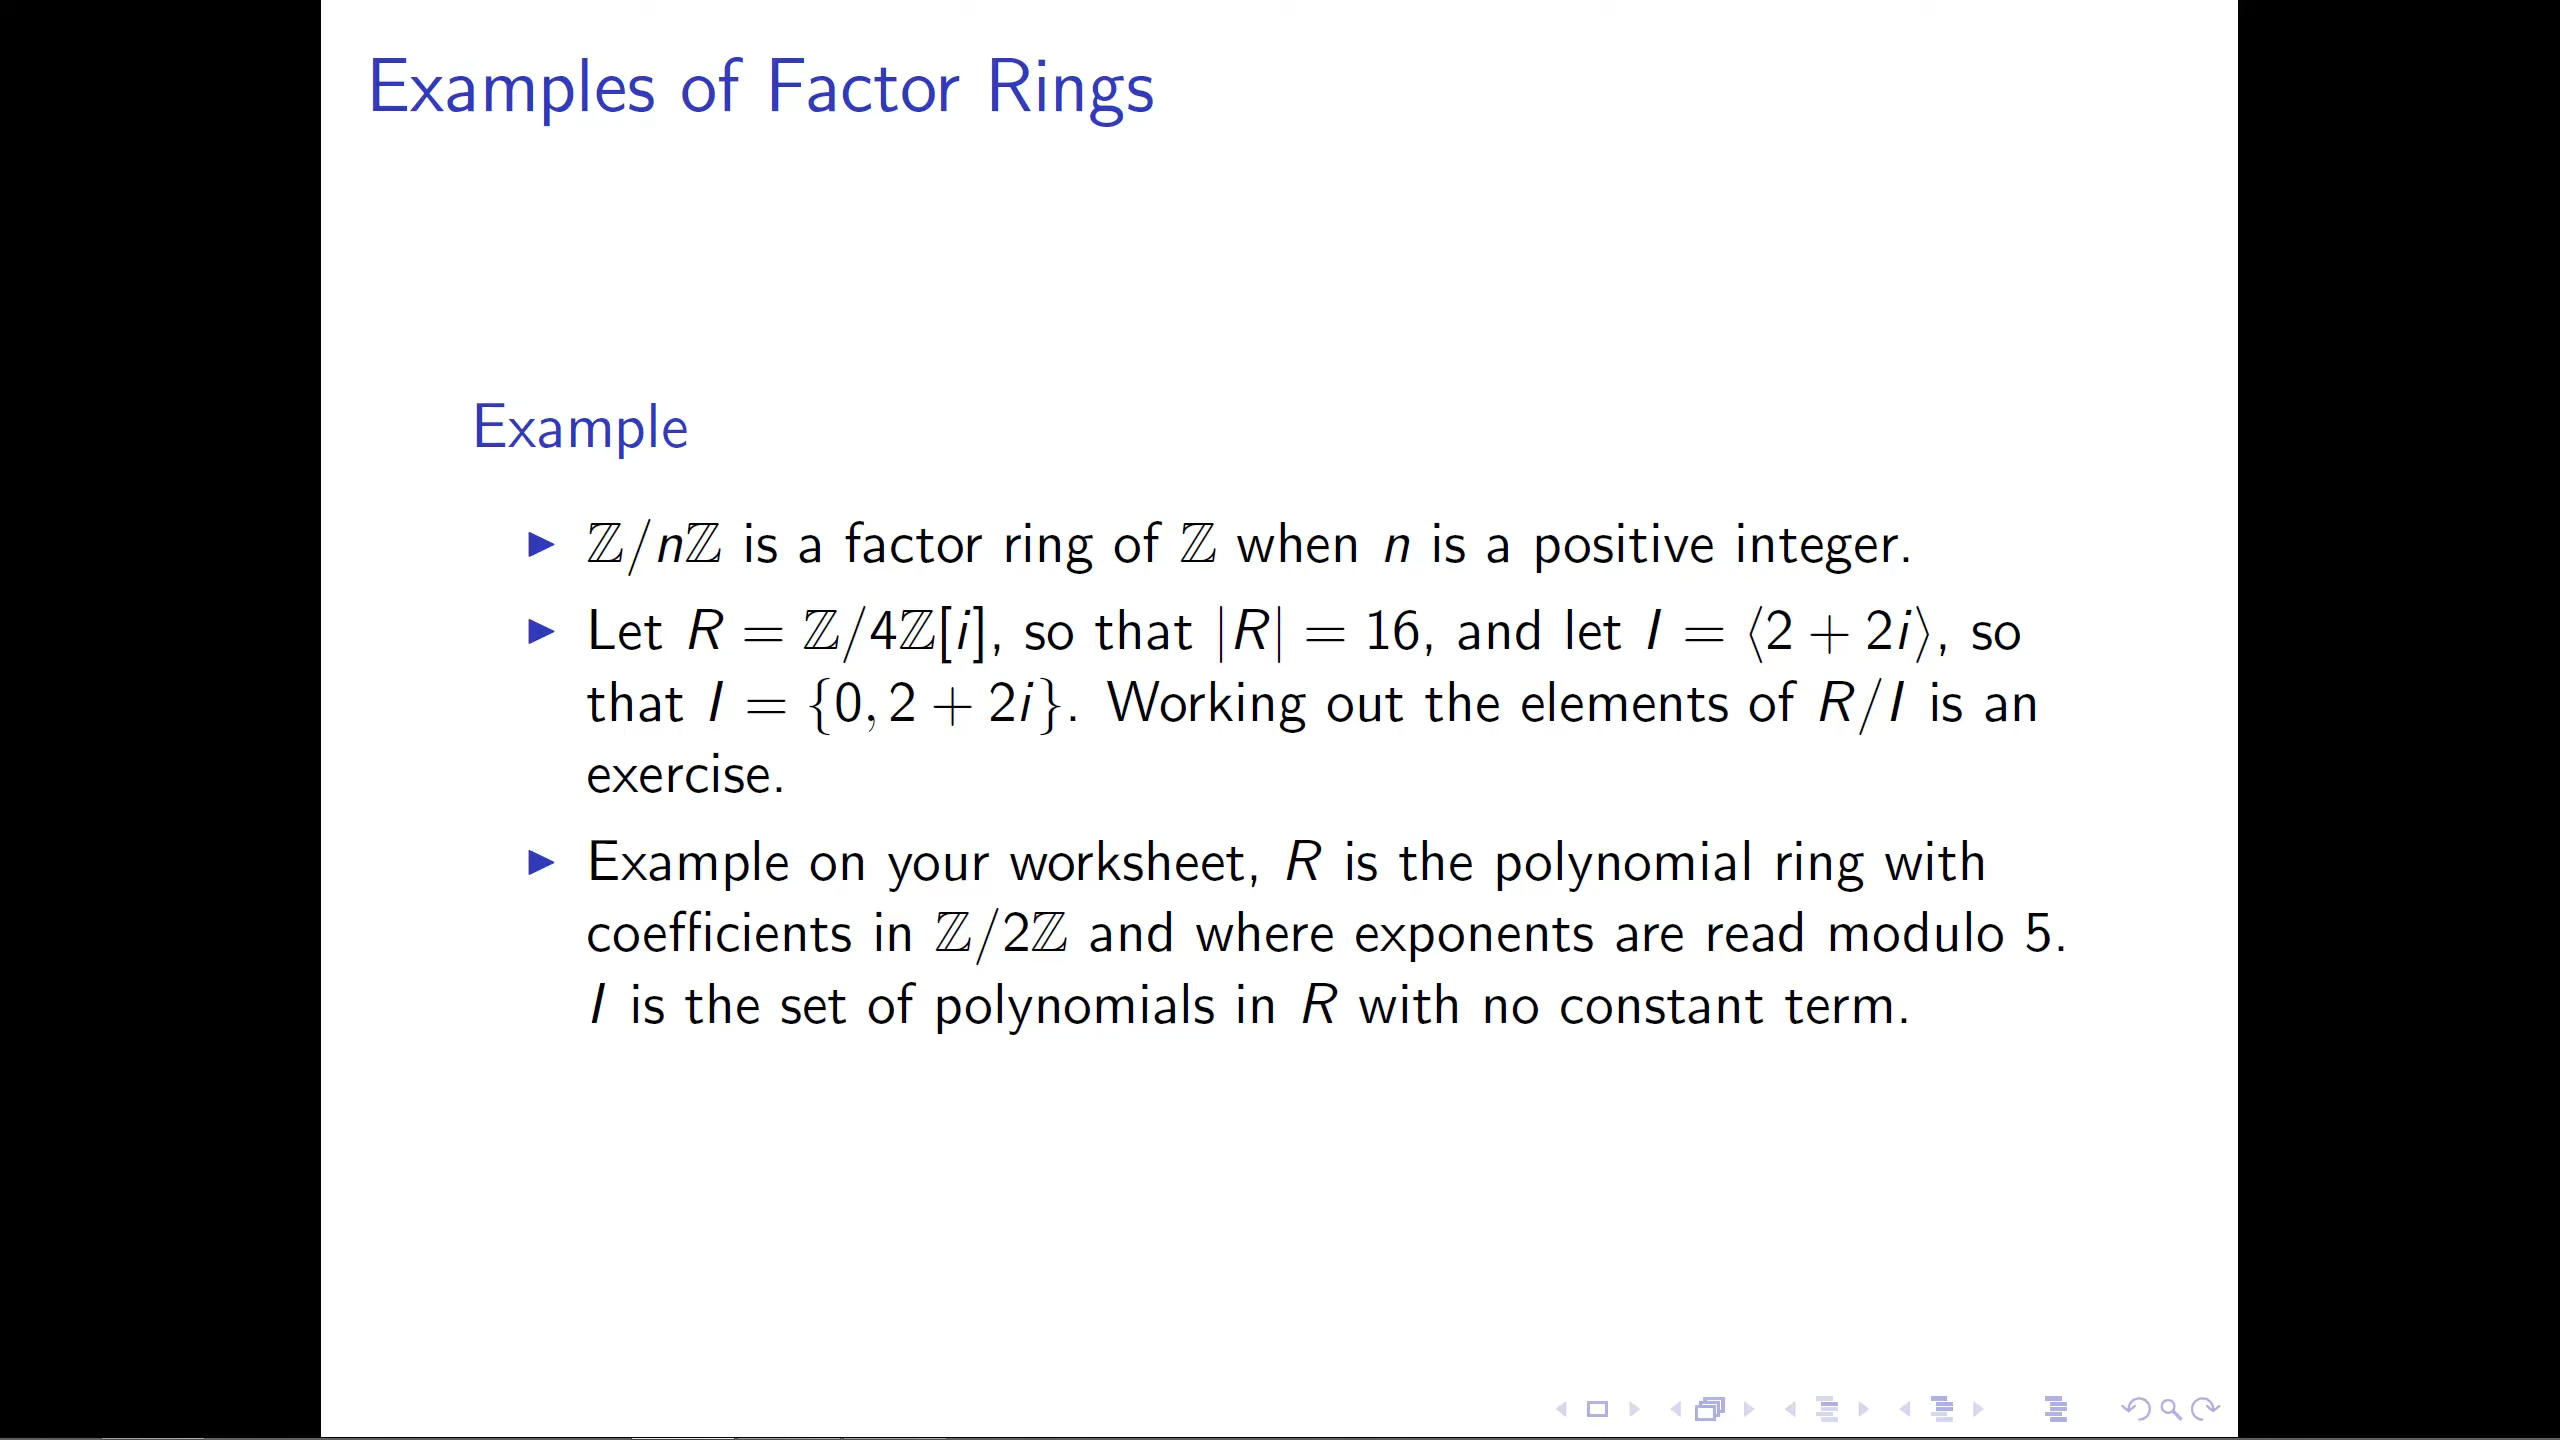 Examples of Factor Rings
Example
▶ ℤ/nℤ is a factor ring of ℤ when n is a positive integer.
▶ Let R = ℤ/4ℤ[i], so that |R| = 16, and let I = ⟨2 + 2i⟩, so
that I = {0, 2 + 2i}. Working out the elements of R/I is an
exercise.
▶ Example on your worksheet, R is the polynomial ring with
coefficients in ℤ/2ℤ and where exponents are read modulo 5.
I is the set of polynomials in R with no constant term.